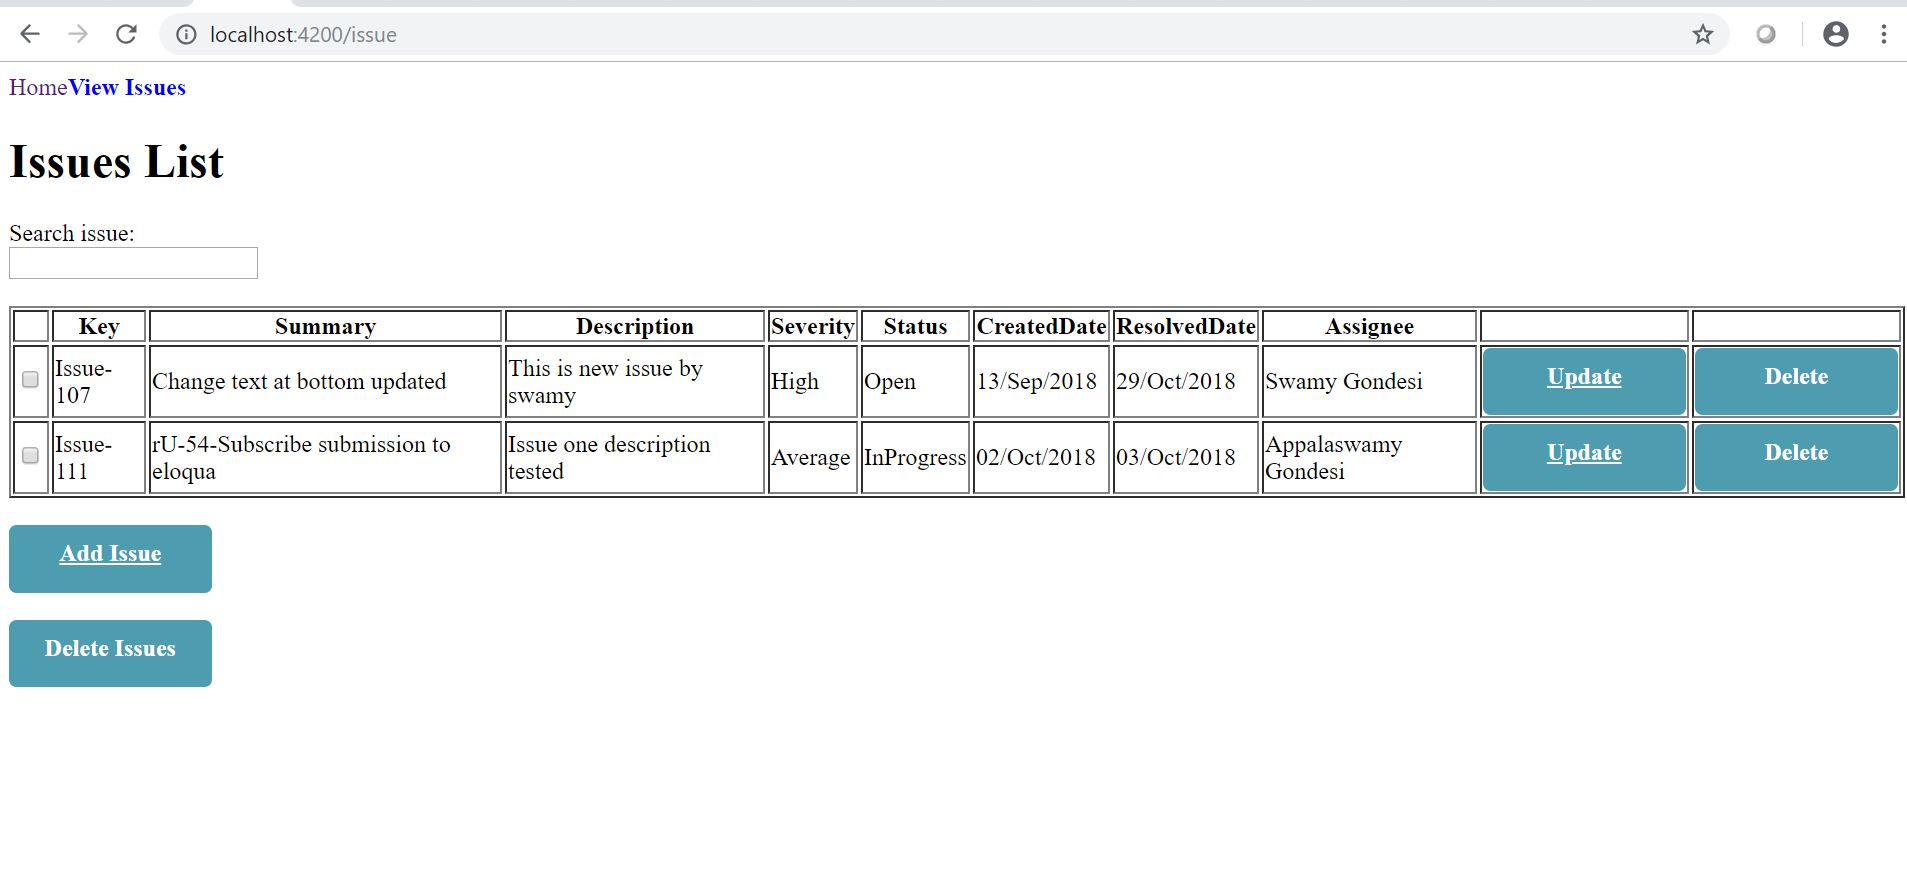 localhost:4200/issue
HomeView Issues
Issues List
Search issue:
Key Summary Description Severity Status CreatedDate ResolvedDate Assignee
Issue-107 Change text at bottom updated This is new issue by swamy High Open 13/Sep/2018 29/Oct/2018 Swamy Gondesi Update Delete
Issue-111 rU-54-Subscribe submission to eloqua Issue one description tested Average InProgress 02/Oct/2018 03/Oct/2018 Appalaswamy Gondesi Update Delete
Add Issue
Delete Issues